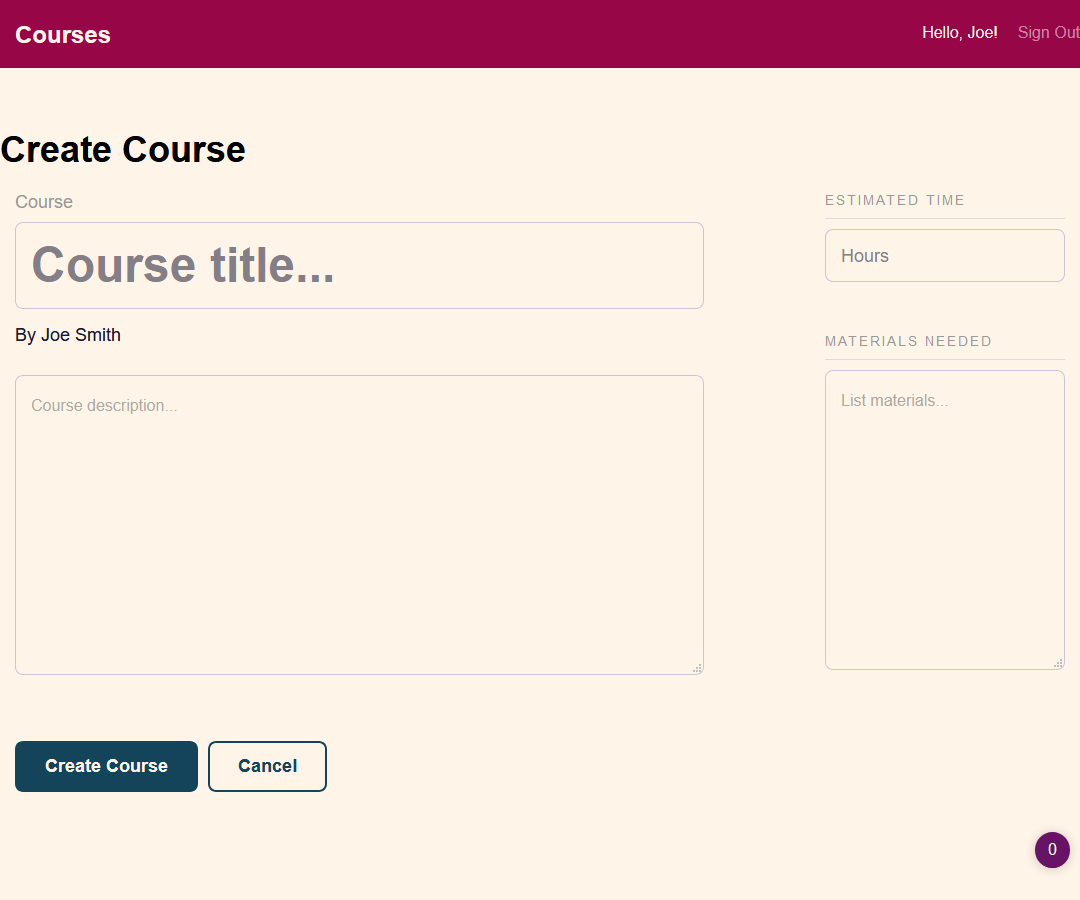 Courses
Hello, Joe! Sign Out
Create Course
Course
Course title...
By Joe Smith
Course description...
ESTIMATED TIME
Hours
MATERIALS NEEDED
List materials...
Create Course
Cancel
0